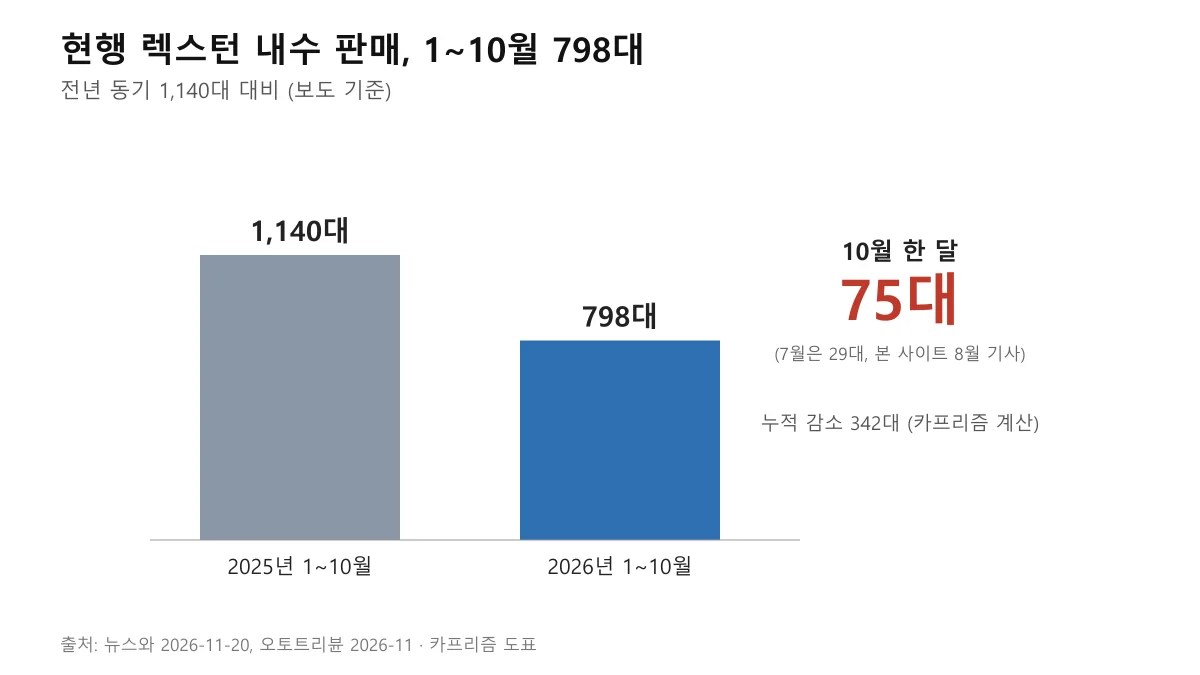 현행 렉스턴 내수 판매, 1~10월 798대
전년 동기 1,140대 대비 (보도 기준)
1,140대
798대
10월 한 달
75대
(7월은 29대, 본 사이트 8월 기사)
누적 감소 342대 (카프리즘 계산)
2025년 1~10월
2026년 1~10월
출처: 뉴스와 2026-11-20, 오토트리뷴 2026-11 · 카프리즘 도표